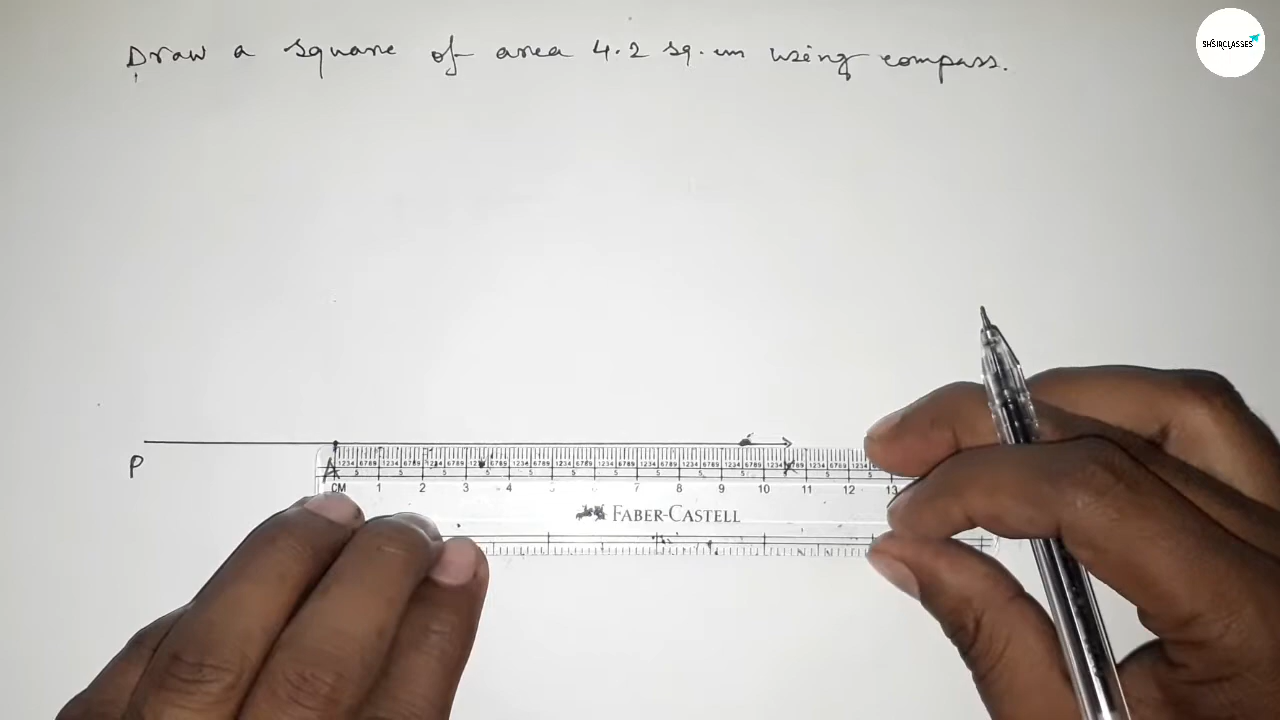 Draw a square of area 4.2 sq. cm using compass.
SHSIRCLASSES
P
A
X
CM 1 2 3 4 5 6 7 8 9 10 11 12 13
FABER-CASTELL